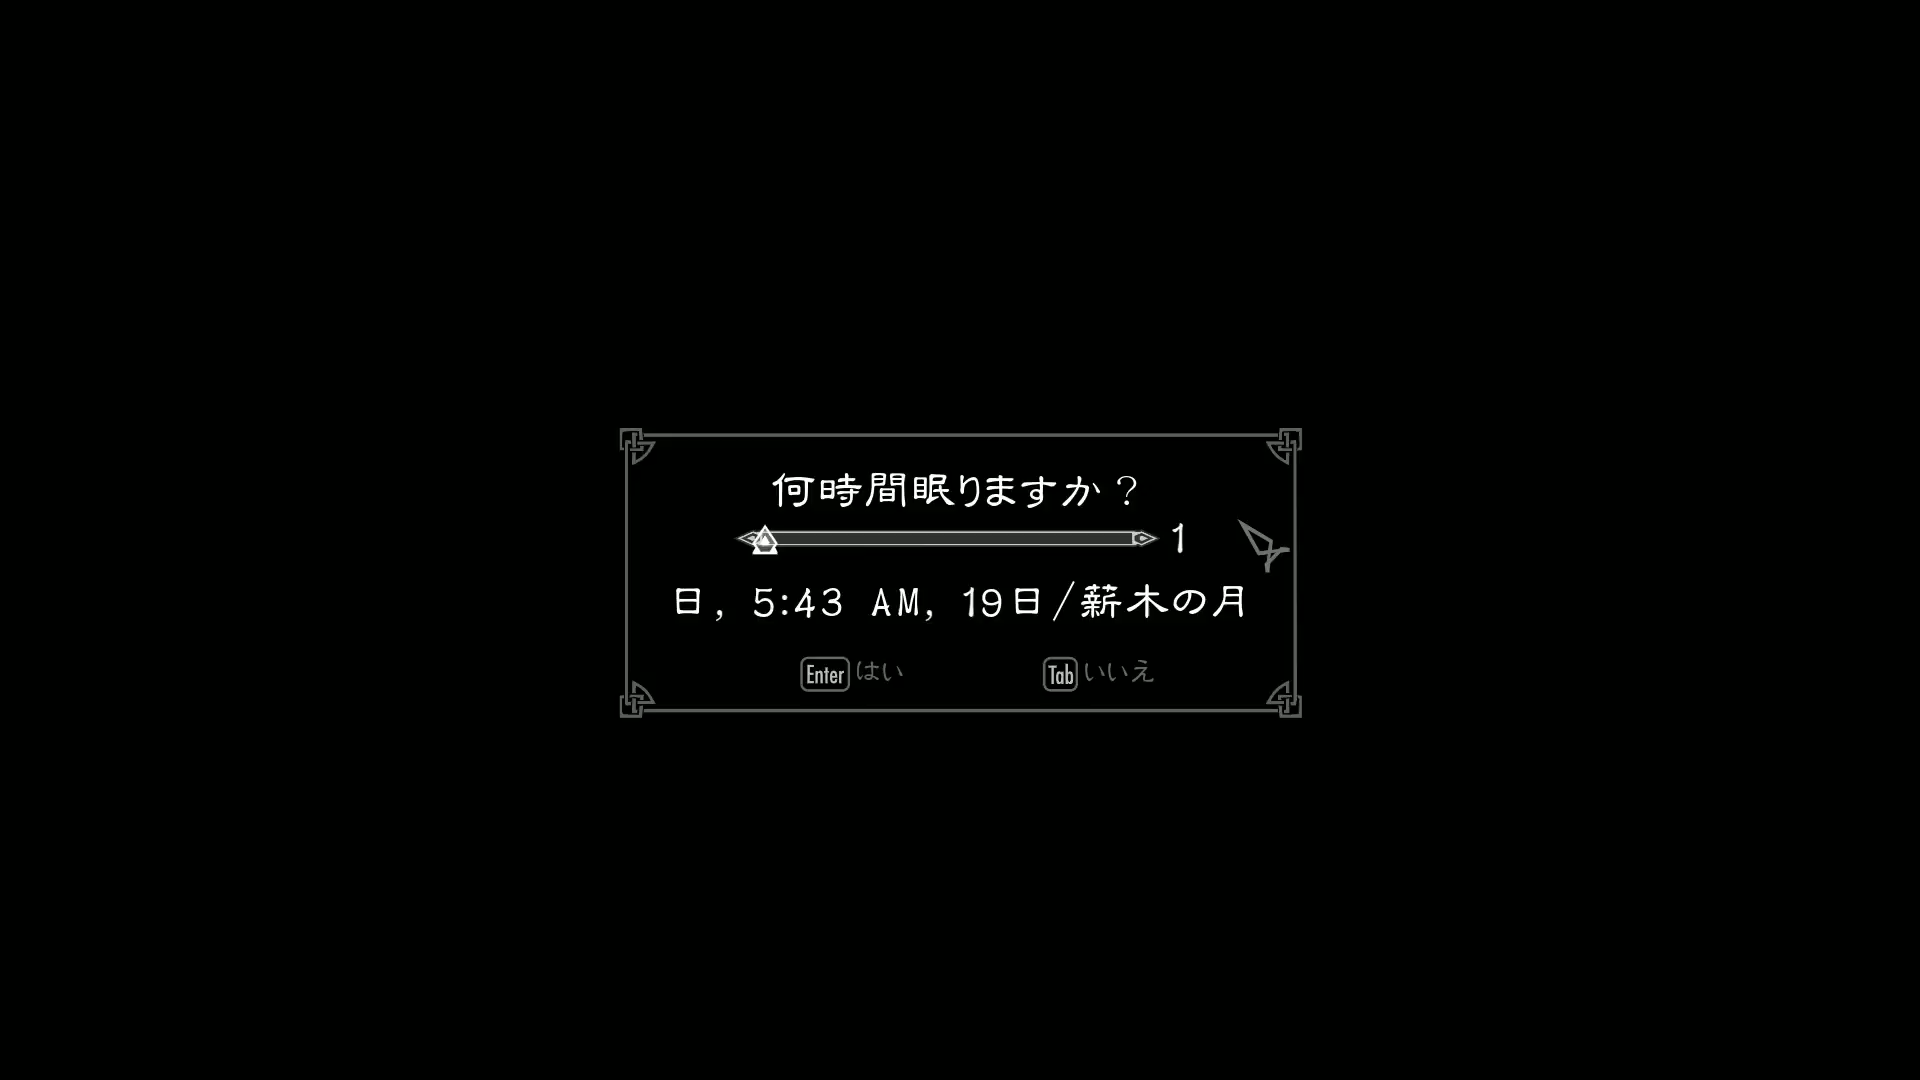 何時間眠りますか？
1
日, 5:43 AM, 19日/薪木の月
Enter はい Tab いいえ